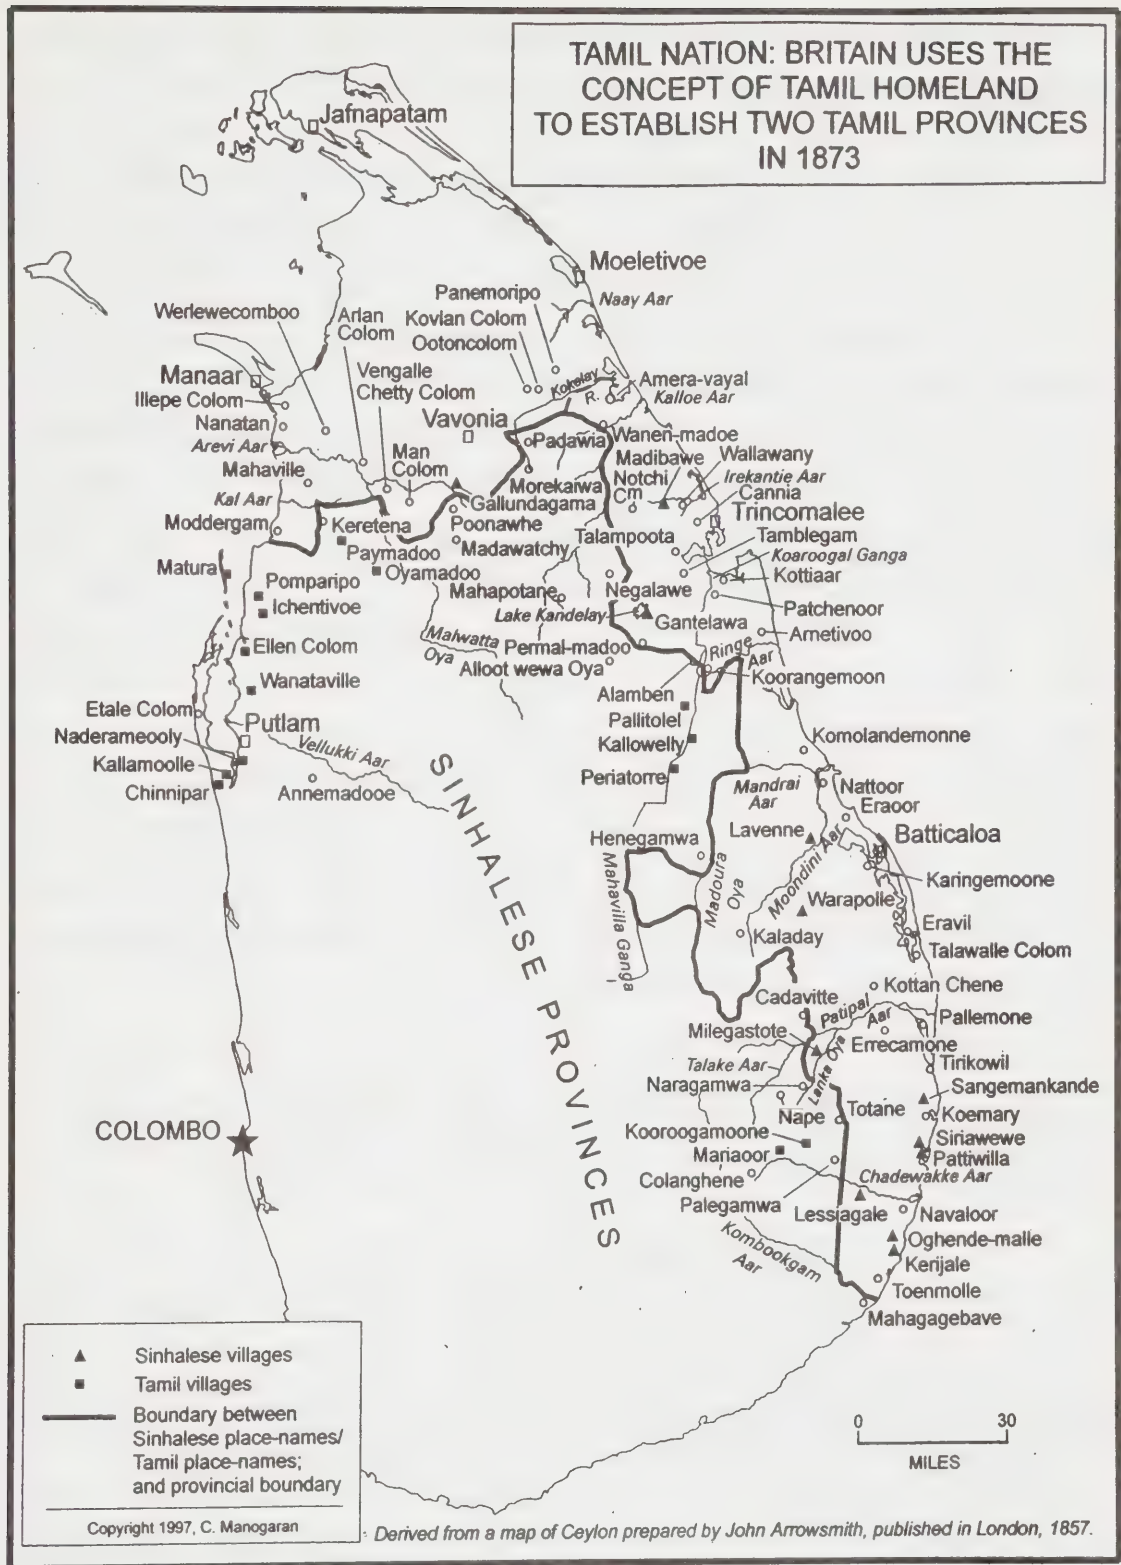 TAMIL NATION: BRITAIN USES THE
CONCEPT OF TAMIL HOMELAND
TO ESTABLISH TWO TAMIL PROVINCES
IN 1873
Jafnapatam
Moeletivoe
Naay Aar
Panemoripo
Kovlan Colom
Ootoncolom
Werlewecomboo
Arlan
Colom
Vengalle
Chetty Colom
Manaar
Illepe Colom
Nanatan
Arevi Aar
Mahaville
Kal Aar
Moddergam
Vavonia
Man
Colom
Kokelay
R.
Amera-vayal
Kalloe Aar
Padawia
Wanen-madoe
Madibawe
Wallawany
Morekaiwa
Notchi
Cm
Irekantie Aar
Cannia
Gallundagama
Trincomalee
Keretena
Poonawhe
Talampoota
Tamblegam
Paymadoo
Madawatchy
Koaroogal Ganga
Matura
Oyamadoo
Kottiaar
Pomparipo
Mahapotane
Negalawe
Ichentivoe
Lake Kandelay
Patchenoor
Gantelawa
Arnetivoo
Ellen Colom
Malwatta
Oya
Permal-madoo
Ringe
Aar
Alloot wewa Oya
Koorangemoon
Wanataville
Alamben
Etale Colom
Pallitolel
Putlam
Naderameooly
Vellukki Aar
Kallowelly
Komolandemonne
Kallamoolle
Chinnipar
Annemadooe
Periatorre
Mandrai
Aar
Nattoor
Eraoor
SINHALESE PROVINCES
Henegamwa
Lavenne
Batticaloa
Mahavilla Ganga
Madoura
Oya
Moondini Aar
Karingemoone
Warapolle
Eravil
Kaladay
Talawalle Colom
Cadavitte
Kottan Chene
Patipal
Aar
Pallemone
Milegastote
Errecamone
Talake Aar
Lanka Oya
Tirikowil
Naragamwa
Sangemankande
Nape
Totane
Koemary
COLOMBO
Kooroogamoone
Siriawewe
Mariaoor
Pattiwilla
Colanghene
Chadewakke Aar
Palegamwa
Lessiagale
Navaloor
Kombookgam
Aar
Oghende-malle
Kerijale
Toenmolle
Mahagagebave
Sinhalese villages
Tamil villages
Boundary between
Sinhalese place-names/
Tamil place-names;
and provincial boundary
Copyright 1997, C. Manogaran
0 30
MILES
Derived from a map of Ceylon prepared by John Arrowsmith, published in London, 1857.